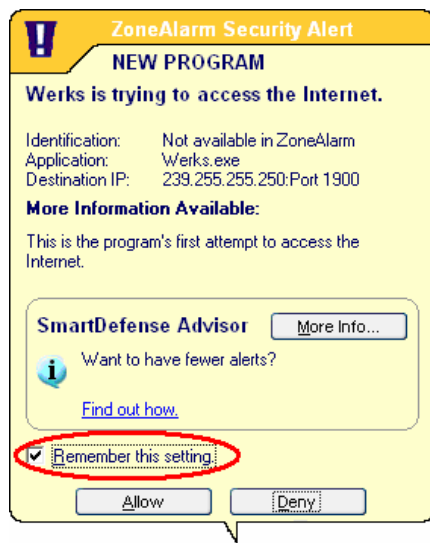 ZoneAlarm Security Alert
NEW PROGRAM
Werks is trying to access the Internet.
Identification: Not available in ZoneAlarm
Application: Werks.exe
Destination IP: 239.255.255.250:Port 1900
More Information Available:
This is the program's first attempt to access the
Internet.
SmartDefense Advisor More Info...
Want to have fewer alerts?
Find out how.
Remember this setting.
Allow Deny